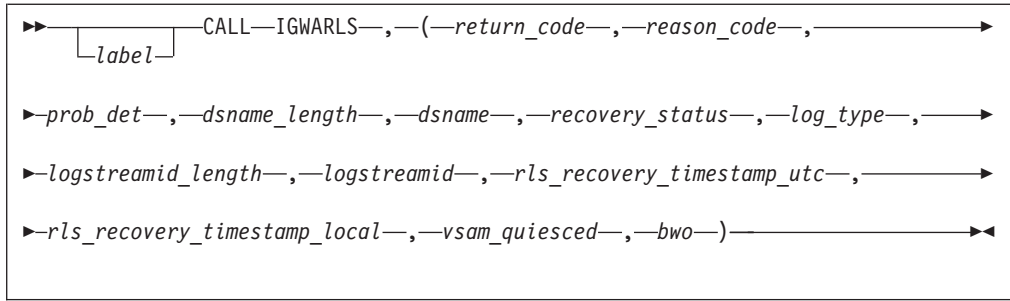 CALL IGWARLS , ( return_code , reason_code ,
label
prob_det , dsname_length , dsname , recovery_status , log_type ,
logstreamid_length , logstreamid , rls_recovery_timestamp_utc ,
rls_recovery_timestamp_local , vsam_quiesced , bwo )